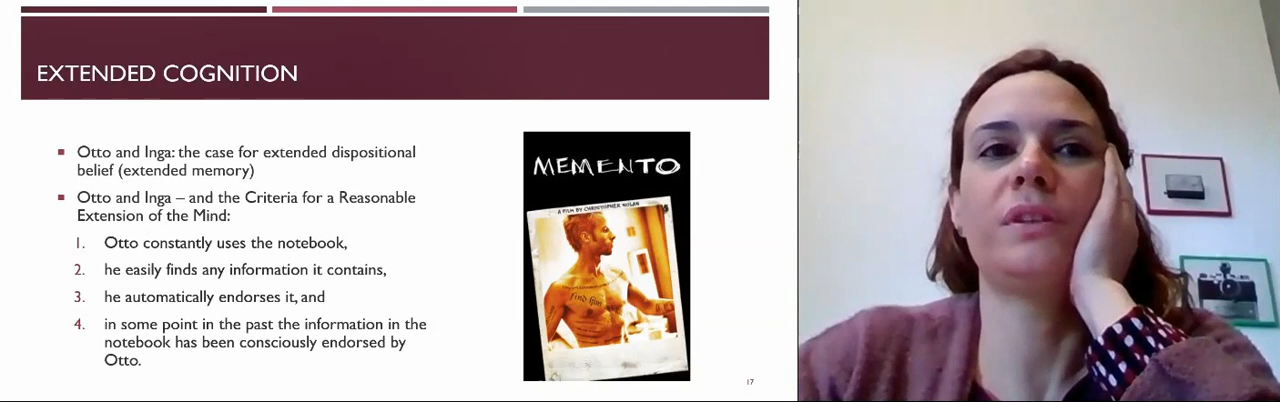 EXTENDED COGNITION
Otto and Inga: the case for extended dispositional
belief (extended memory)
Otto and Inga – and the Criteria for a Reasonable
Extension of the Mind:
1. Otto constantly uses the notebook,
2. he easily finds any information it contains,
3. he automatically endorses it, and
4. in some point in the past the information in the
notebook has been consciously endorsed by
Otto.
MEMENTO
A FILM BY CHRISTOPHER NOLAN
17